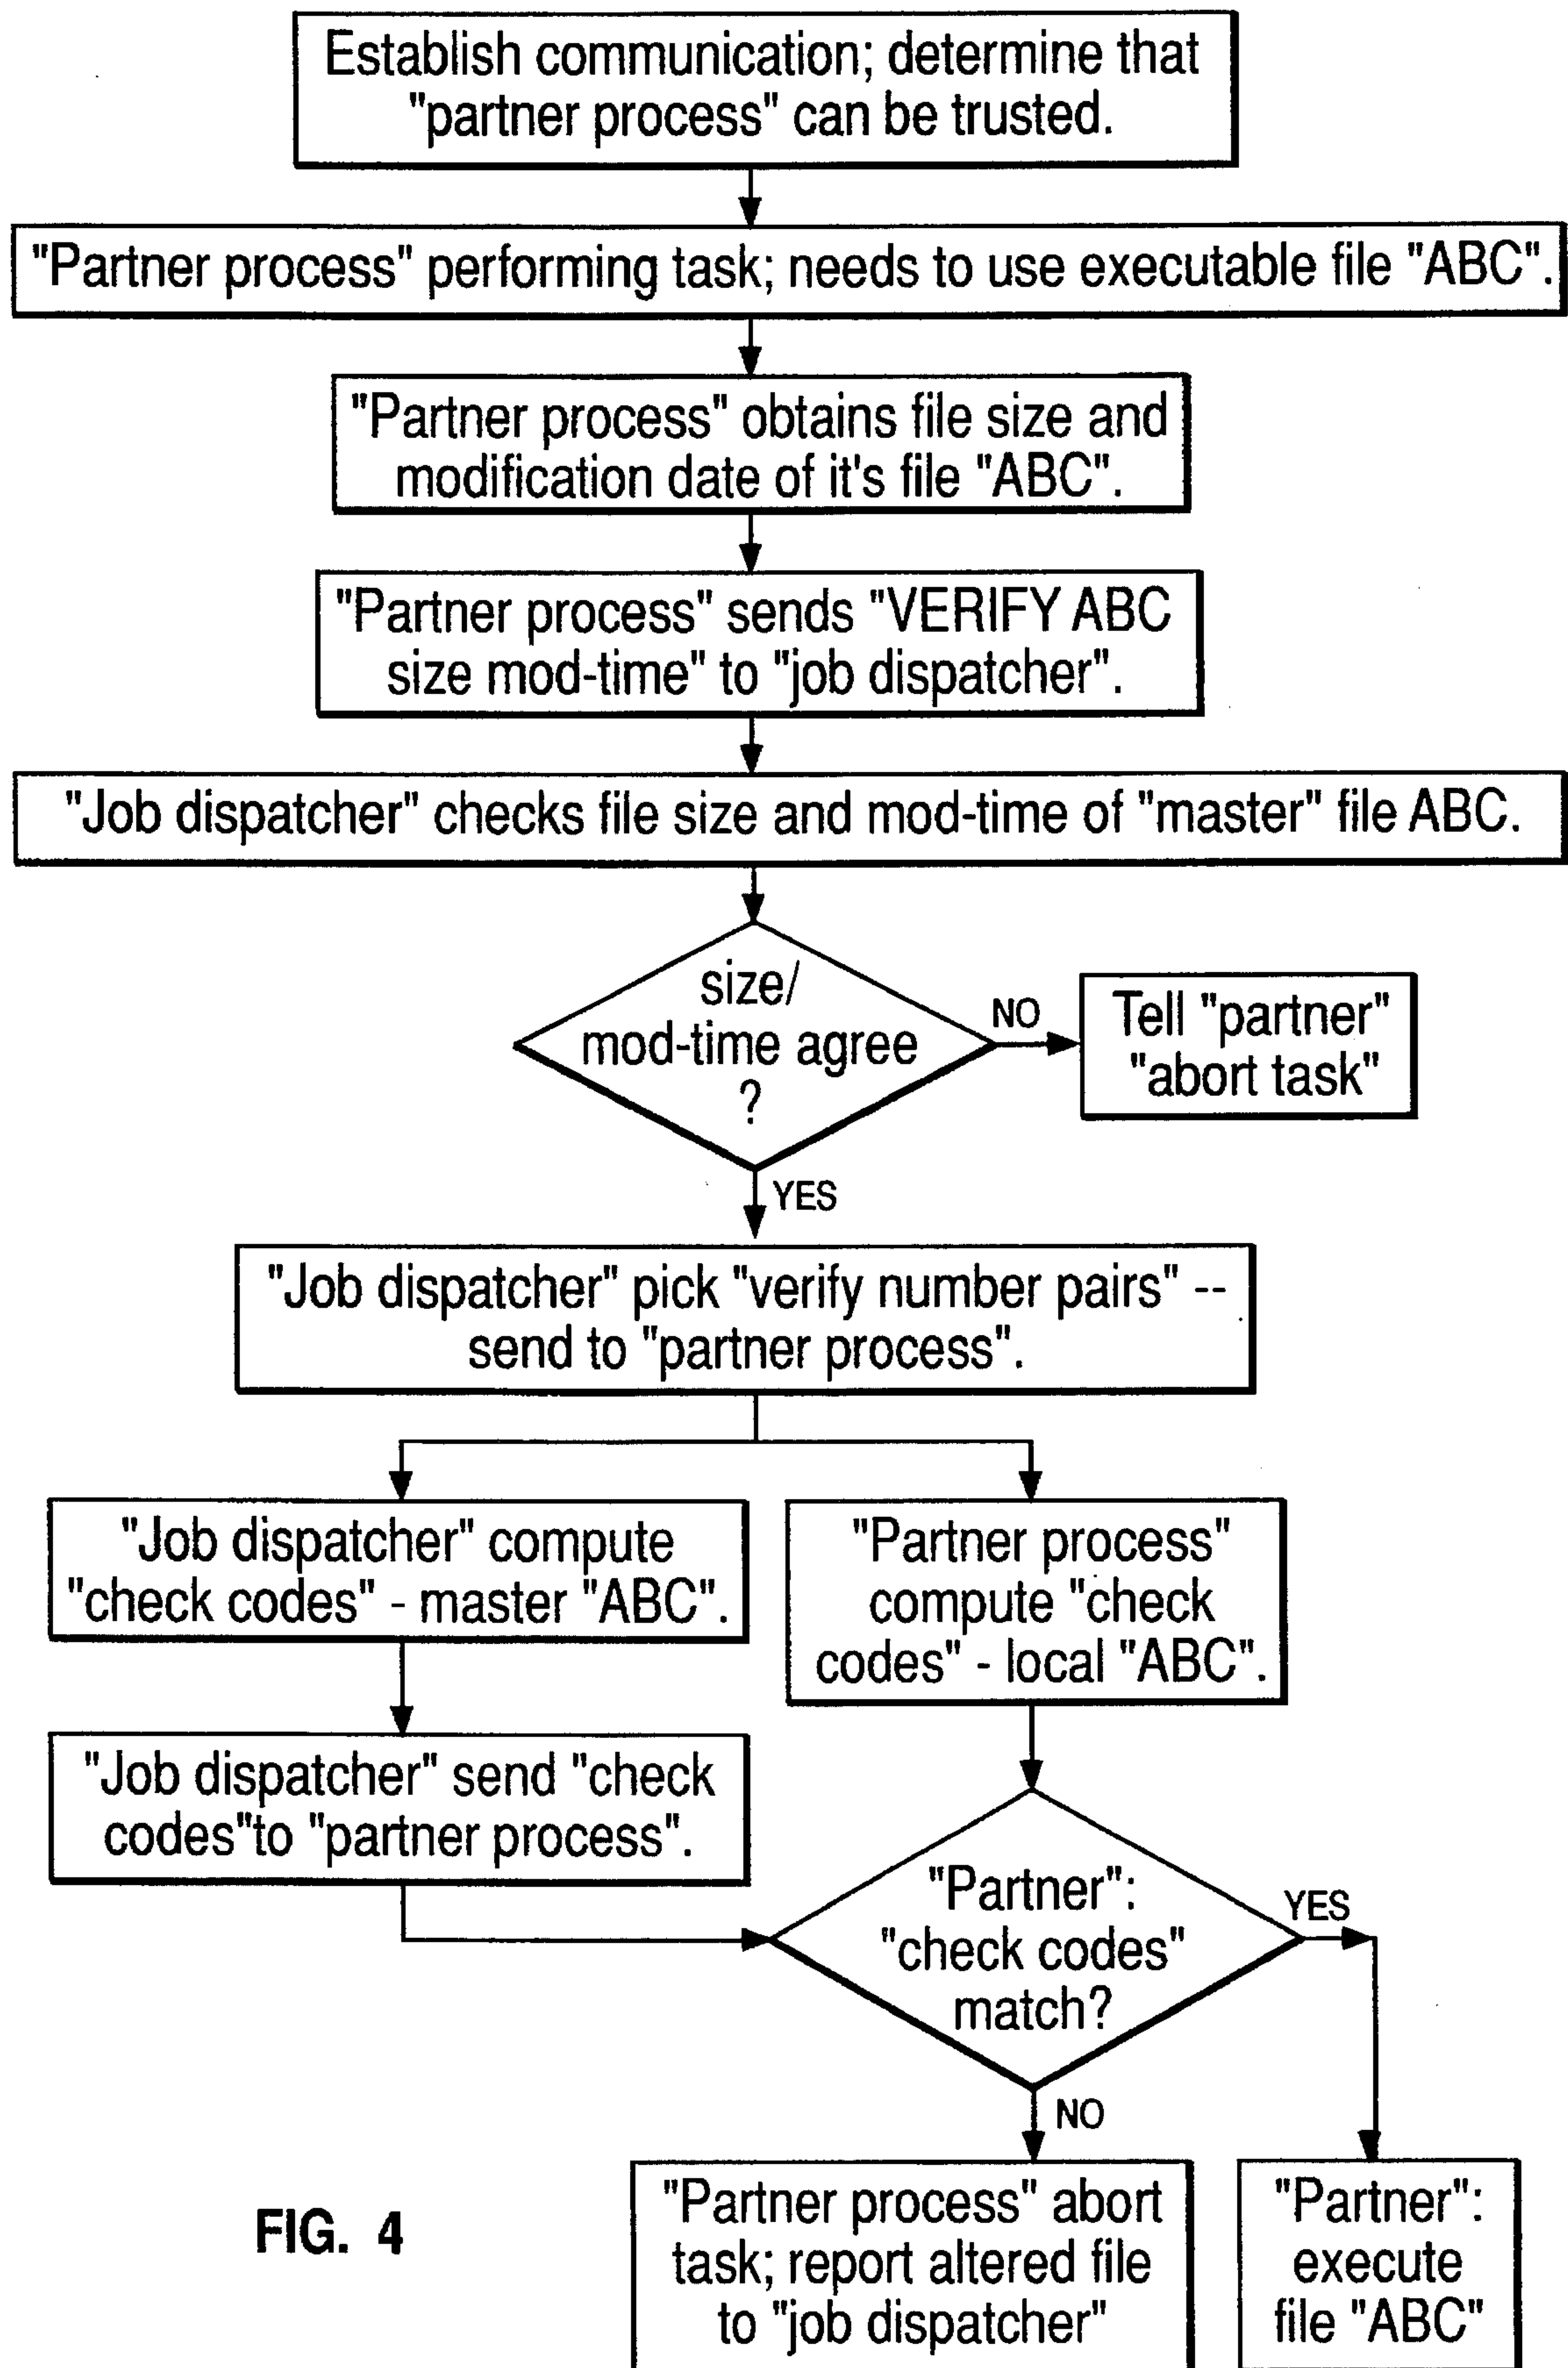 Establish communication; determine that
"partner process" can be trusted.
"Partner process" performing task; needs to use executable file "ABC".
"Partner process" obtains file size and
modification date of it's file "ABC".
"Partner process" sends "VERIFY ABC
size mod-time" to "job dispatcher".
"Job dispatcher" checks file size and mod-time of "master" file ABC.
size/
mod-time agree
?
NO
Tell "partner"
"abort task"
YES
"Job dispatcher" pick "verify number pairs" --
send to "partner process".
"Job dispatcher" compute
"check codes" - master "ABC".
"Partner process"
compute "check
codes" - local "ABC".
"Job dispatcher" send "check
codes"to "partner process".
"Partner":
"check codes"
match?
YES
NO
"Partner process" abort
task; report altered file
to "job dispatcher"
"Partner":
execute
file "ABC"
FIG. 4